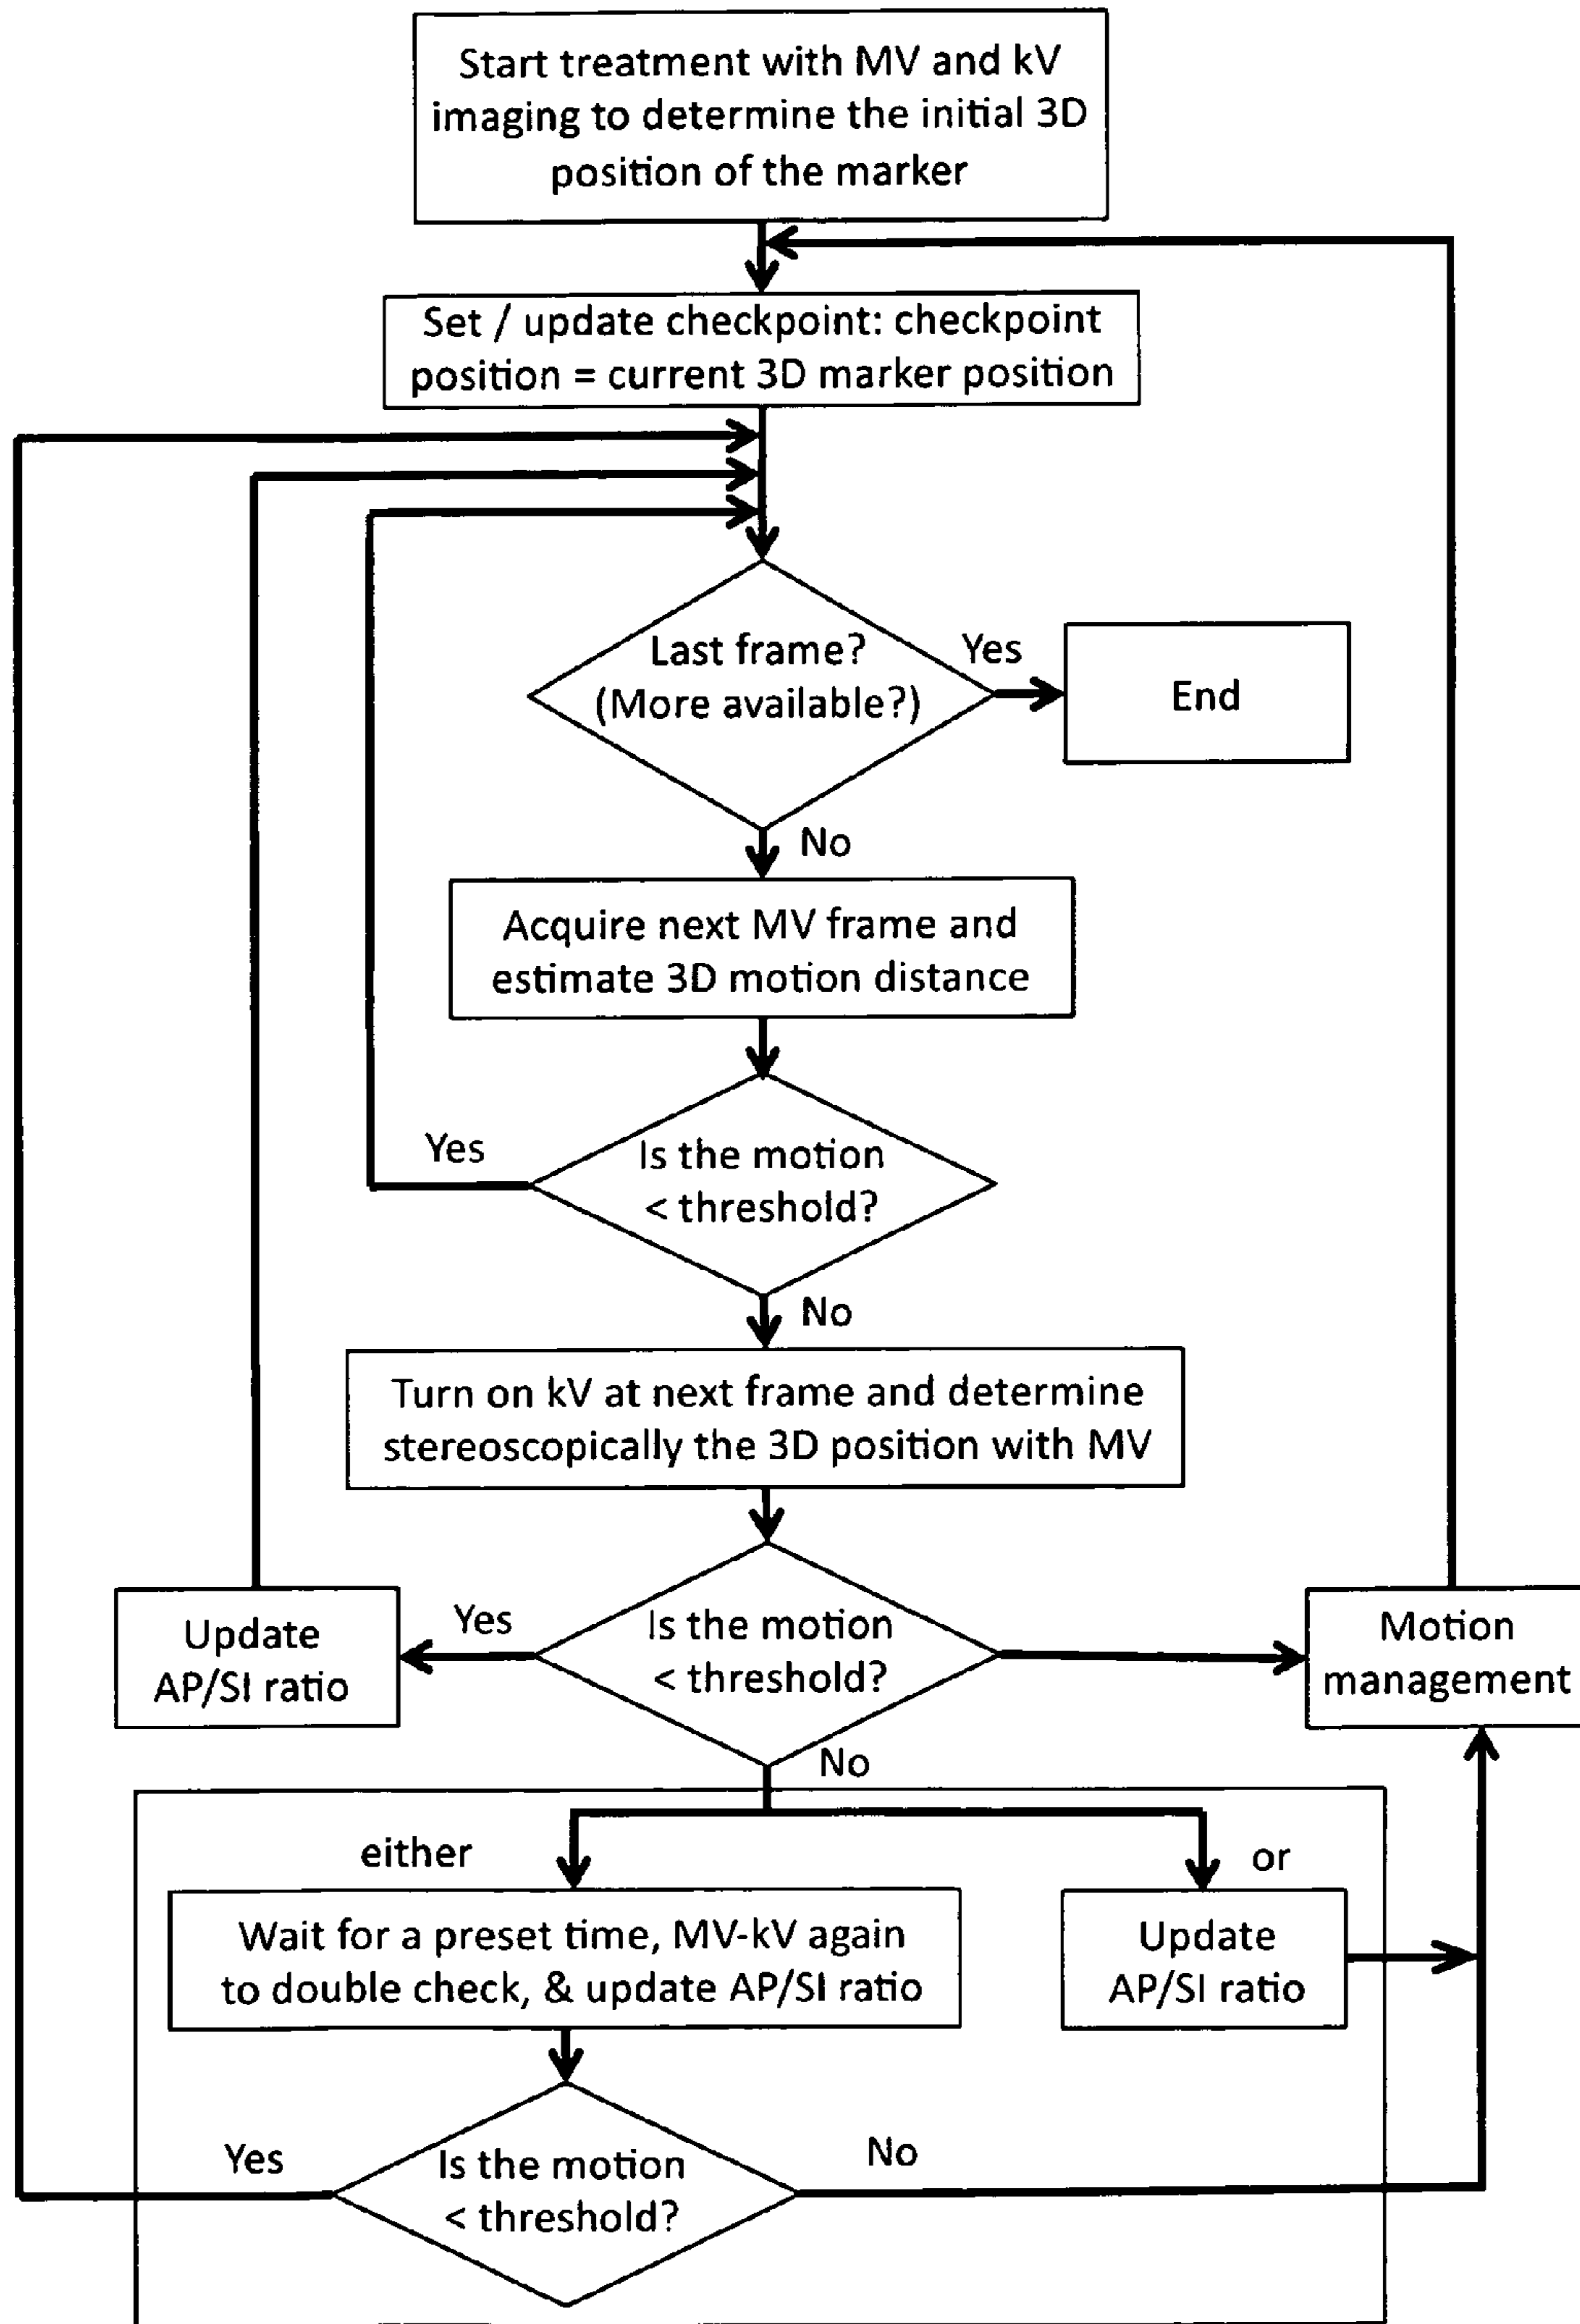 Start treatment with MV and kV
imaging to determine the initial 3D
position of the marker
Set / update checkpoint: checkpoint
position = current 3D marker position
Last frame?
(More available?)
Yes
End
No
Acquire next MV frame and
estimate 3D motion distance
Yes
Is the motion
< threshold?
No
Turn on kV at next frame and determine
stereoscopically the 3D position with MV
Update
AP/SI ratio
Yes
Is the motion
< threshold?
Motion
management
No
either
or
Wait for a preset time, MV-kV again
to double check, & update AP/SI ratio
Update
AP/SI ratio
Yes
Is the motion
< threshold?
No